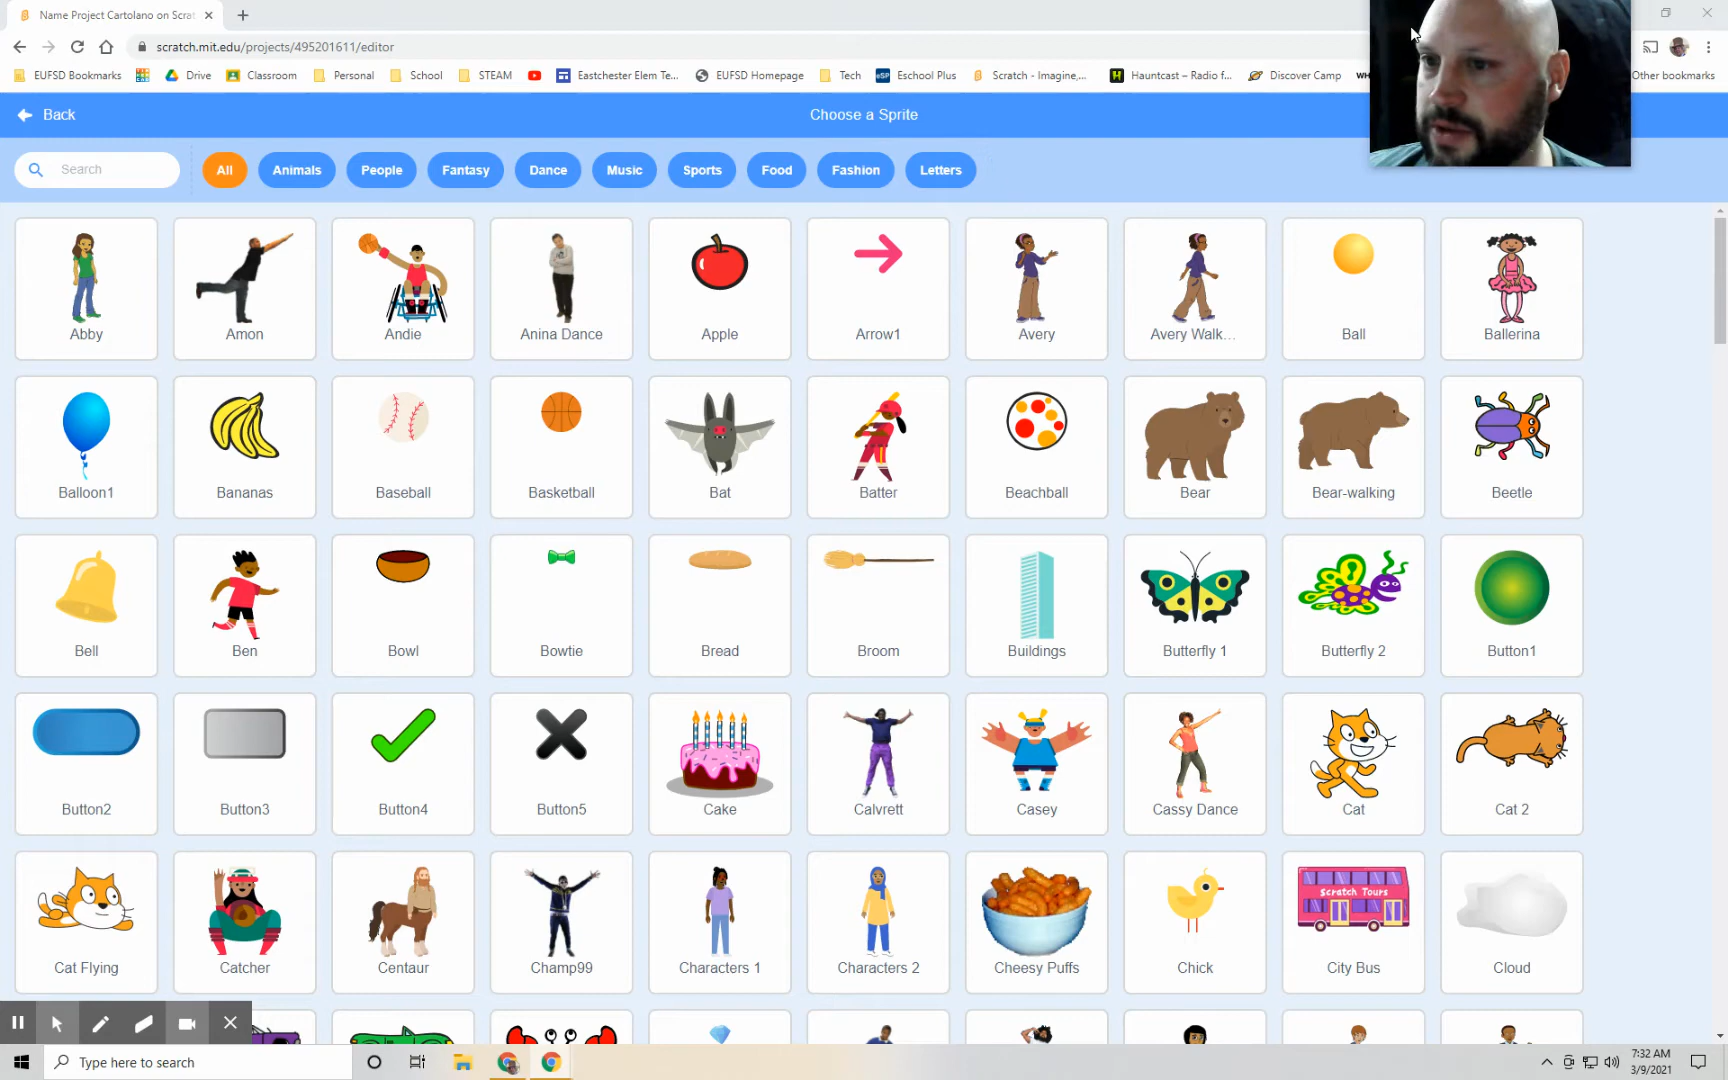 Name Project Cartolano on Scrat
scratch.mit.edu/projects/495201611/editor
EUFSD Bookmarks Drive Classroom Personal School STEAM Eastchester Elem Te... EUFSD Homepage Tech Eschool Plus Scratch - Imagine,... Hauntcast – Radio f... Discover Camp WH Other bookmarks
Back Choose a Sprite
Search All Animals People Fantasy Dance Music Sports Food Fashion Letters
Abby Amon Andie Anina Dance Apple Arrow1 Avery Avery Walk... Ball Ballerina
Balloon1 Bananas Baseball Basketball Bat Batter Beachball Bear Bear-walking Beetle
Bell Ben Bowl Bowtie Bread Broom Buildings Butterfly 1 Butterfly 2 Button1
Button2 Button3 Button4 Button5 Cake Calvrett Casey Cassy Dance Cat Cat 2
Scratch Tours
Cat Flying Catcher Centaur Champ99 Characters 1 Characters 2 Cheesy Puffs Chick City Bus Cloud
Type here to search
7:32 AM
3/9/2021